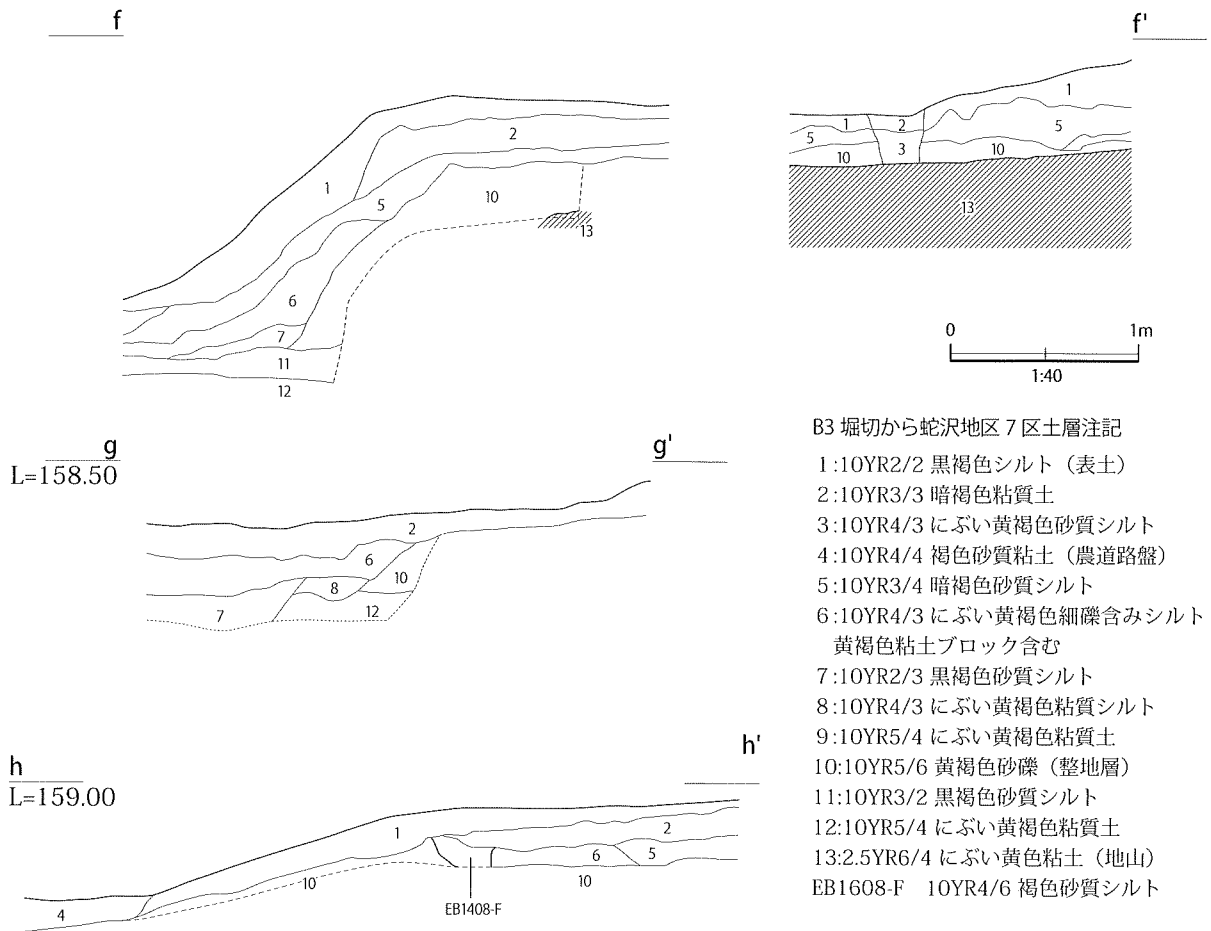 f
f'
1
2
5
10
13
6
7
11
12
1
2
1
5
5
3
10
10
13
0
1m
1:40
g
L=158.50
g'
2
6
10
8
12
7
h
L=159.00
h'
1
2
6
5
10
10
4
EB1408-F
B3 堀切から蛇沢地区 7 区土層注記
1:10YR2/2 黒褐色シルト（表土）
2:10YR3/3 暗褐色粘質土
3:10YR4/3 にぶい黄褐色砂質シルト
4:10YR4/4 褐色砂質粘土（農道路盤）
5:10YR3/4 暗褐色砂質シルト
6:10YR4/3 にぶい黄褐色細礫含みシルト
黄褐色粘土ブロック含む
7:10YR2/3 黒褐色砂質シルト
8:10YR4/3 にぶい黄褐色粘質シルト
9:10YR5/4 にぶい黄褐色粘質土
10:10YR5/6 黄褐色砂礫（整地層）
11:10YR3/2 黒褐色砂質シルト
12:10YR5/4 にぶい黄褐色粘質土
13:2.5YR6/4 にぶい黄色粘土（地山）
EB1608-F 10YR4/6 褐色砂質シルト